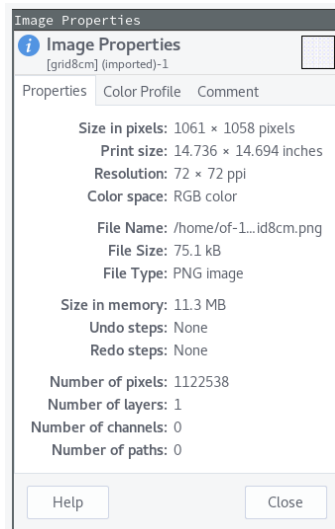 Image Properties
Image Properties
[grid8cm] (imported)-1
Properties Color Profile Comment
Size in pixels: 1061 × 1058 pixels
Print size: 14.736 × 14.694 inches
Resolution: 72 × 72 ppi
Color space: RGB color
File Name: /home/of-1...id8cm.png
File Size: 75.1 kB
File Type: PNG image
Size in memory: 11.3 MB
Undo steps: None
Redo steps: None
Number of pixels: 1122538
Number of layers: 1
Number of channels: 0
Number of paths: 0
Help Close